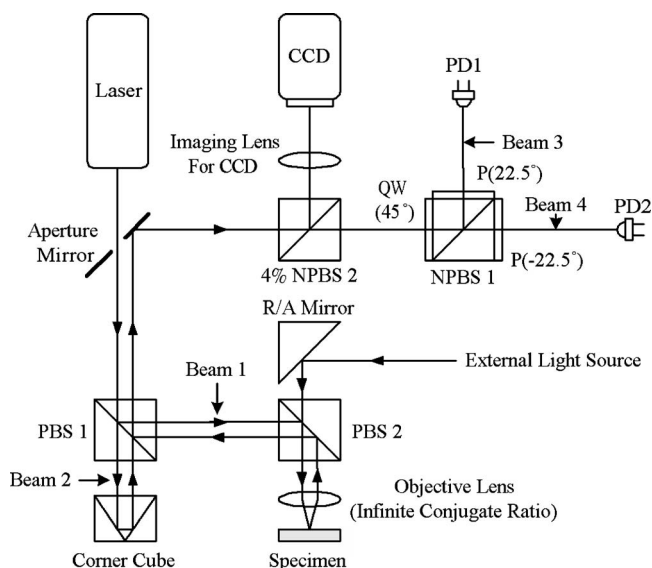 CCD
Laser
PD1
Imaging Lens
For CCD
Beam 3
QW
(45°)
P(22.5°)
Beam 4
PD2
Aperture
Mirror
4% NPBS 2
NPBS 1
P(-22.5°)
R/A Mirror
External Light Source
Beam 1
PBS 1
PBS 2
Beam 2
Objective Lens
(Infinite Conjugate Ratio)
Corner Cube
Specimen